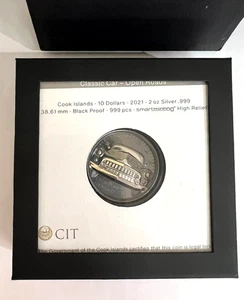 Classic Car – Open Roads
Cook Islands · 10 Dollars · 2021 · 2 oz Silver .999
38.61 mm · Black Proof · 999 pcs · smartminting® High Relief
CIT
The Government of the Cook Islands certifies that this coin is legal